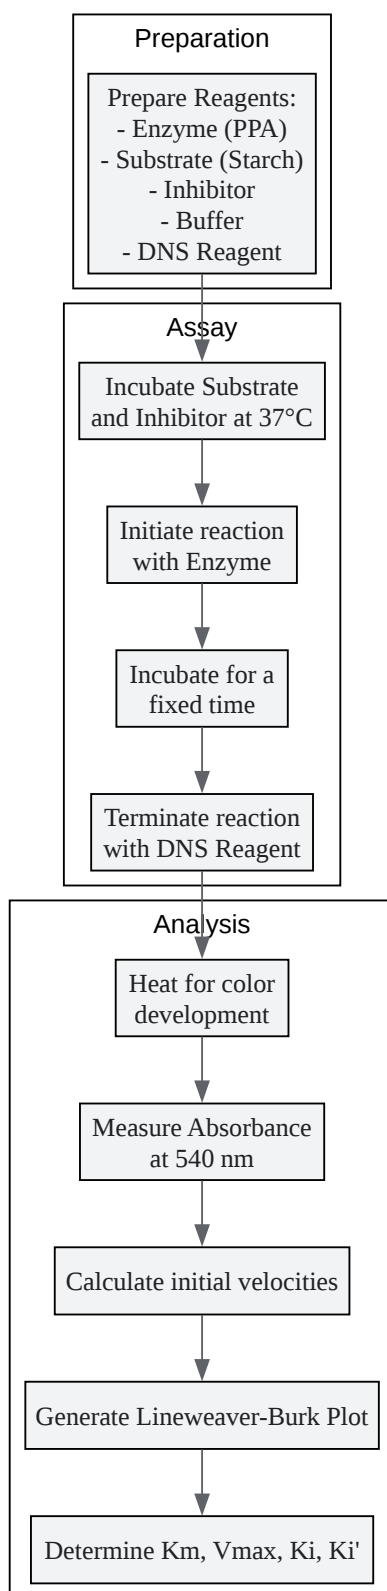 Preparation
Prepare Reagents:
- Enzyme (PPA)
- Substrate (Starch)
- Inhibitor
- Buffer
- DNS Reagent
Assay
Incubate Substrate
and Inhibitor at 37°C
Initiate reaction
with Enzyme
Incubate for a
fixed time
Terminate reaction
with DNS Reagent
Analysis
Heat for color
development
Measure Absorbance
at 540 nm
Calculate initial velocities
Generate Lineweaver-Burk Plot
Determine Km, Vmax, Ki, Ki'